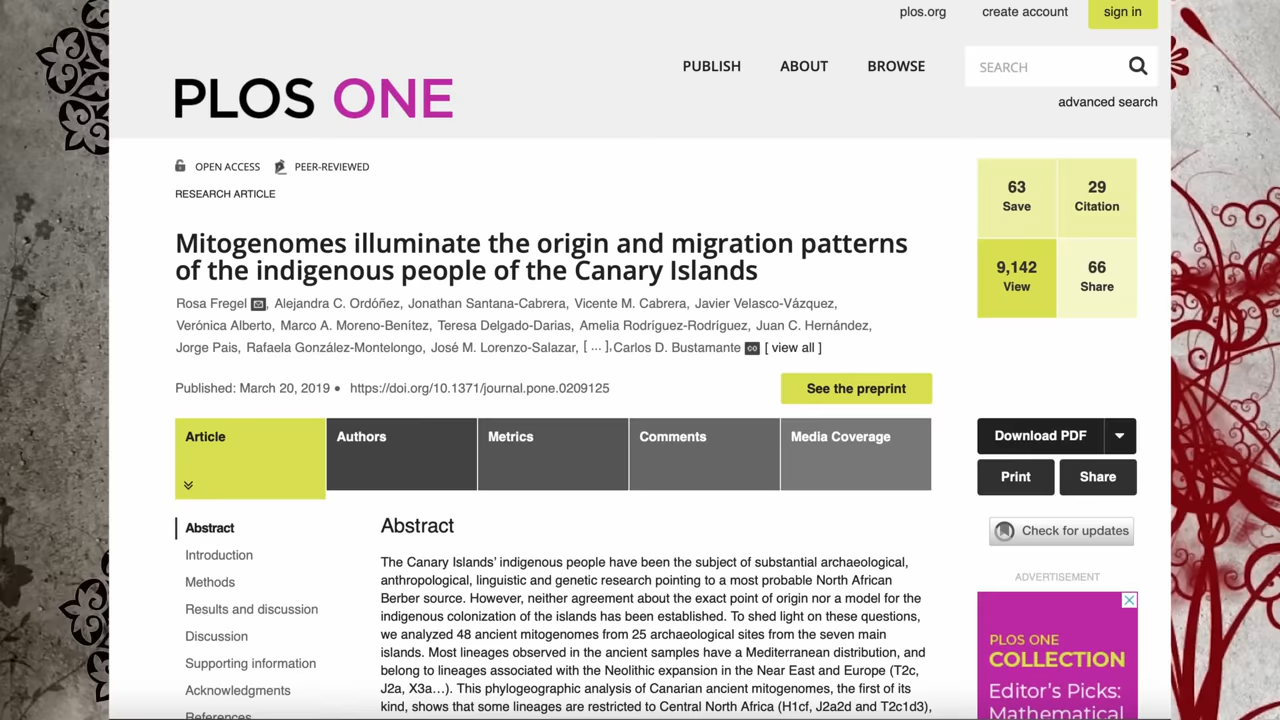 plos.org create account sign in
PUBLISH ABOUT BROWSE
SEARCH
advanced search
PLOS ONE
OPEN ACCESS PEER-REVIEWED
RESEARCH ARTICLE
63
Save
29
Citation
9,142
View
66
Share
Mitogenomes illuminate the origin and migration patterns
of the indigenous people of the Canary Islands
Rosa Fregel, Alejandra C. Ordóñez, Jonathan Santana-Cabrera, Vicente M. Cabrera, Javier Velasco-Vázquez,
Verónica Alberto, Marco A. Moreno-Benítez, Teresa Delgado-Darias, Amelia Rodríguez-Rodríguez, Juan C. Hernández,
Jorge Pais, Rafaela González-Montelongo, José M. Lorenzo-Salazar, [ ... ], Carlos D. Bustamante [ view all ]
Published: March 20, 2019 • https://doi.org/10.1371/journal.pone.0209125
See the preprint
Article Authors Metrics Comments Media Coverage
Download PDF
Print Share
Check for updates
ADVERTISEMENT
PLOS ONE
COLLECTION
Editor's Picks:
Mathematical
Abstract
Introduction
Methods
Results and discussion
Discussion
Supporting information
Acknowledgments
References
Abstract
The Canary Islands' indigenous people have been the subject of substantial archaeological,
anthropological, linguistic and genetic research pointing to a most probable North African
Berber source. However, neither agreement about the exact point of origin nor a model for the
indigenous colonization of the islands has been established. To shed light on these questions,
we analyzed 48 ancient mitogenomes from 25 archaeological sites from the seven main
islands. Most lineages observed in the ancient samples have a Mediterranean distribution, and
belong to lineages associated with the Neolithic expansion in the Near East and Europe (T2c,
J2a, X3a…). This phylogeographic analysis of Canarian ancient mitogenomes, the first of its
kind, shows that some lineages are restricted to Central North Africa (H1cf, J2a2d and T2c1d3),